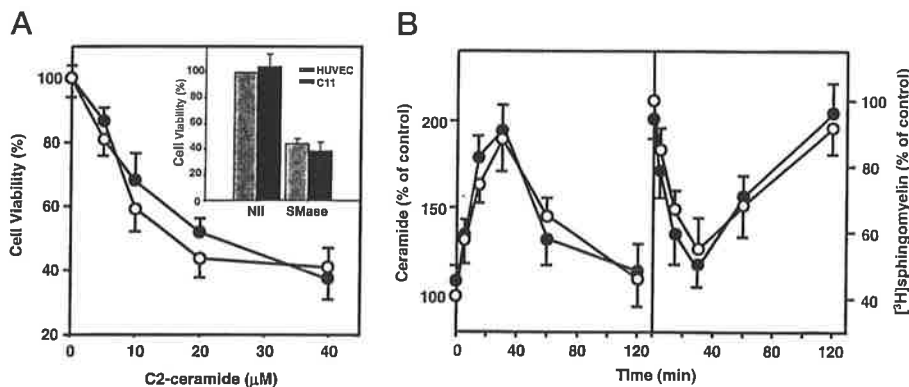 A
B
Cell Viability (%)
100
80
60
40
20
0
10
20
30
40
C2-ceramide (μM)
Cell Viability (%)
100
80
60
40
20
0
HUVEC
C11
Nil
SMase
Ceramide (% of control)
200
150
100
0
40
80
120
40
80
120
Time (min)
100
80
60
40
[³H]sphingomyelin (% of control)